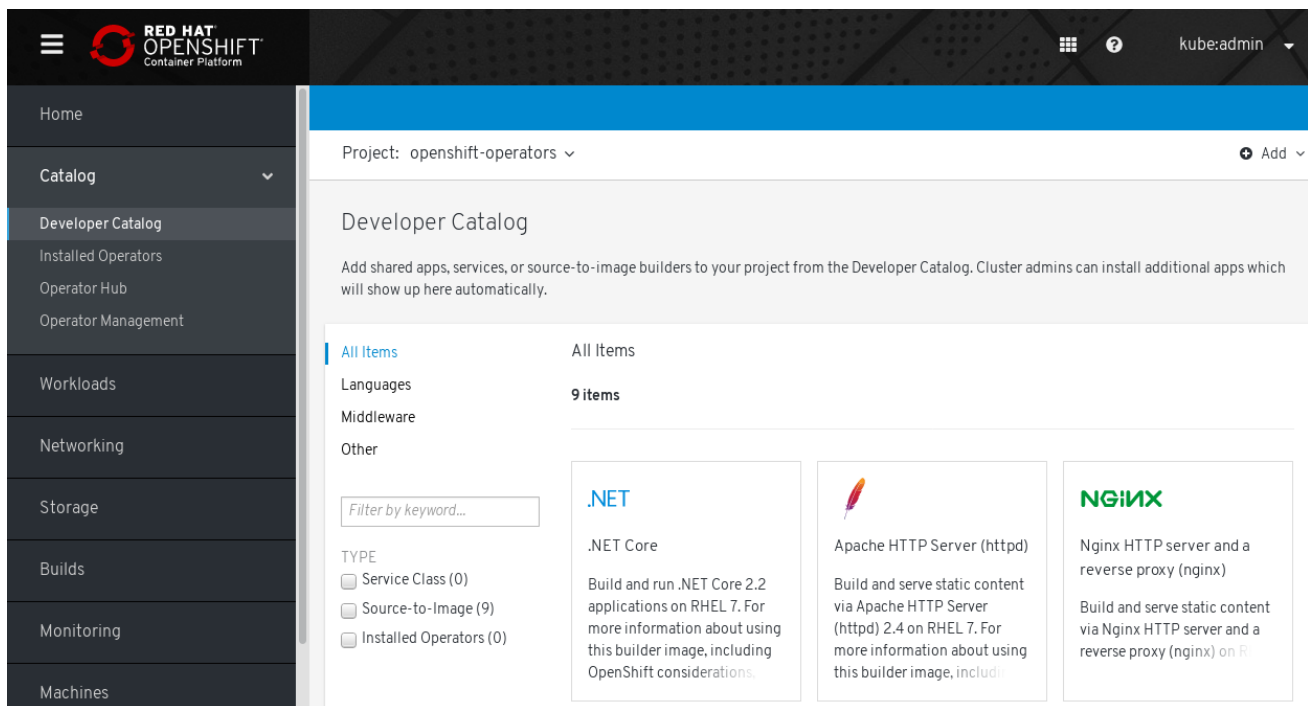 RED HAT
OPENSHIFT
Container Platform
kube:admin
Home
Catalog
Developer Catalog
Installed Operators
Operator Hub
Operator Management
Workloads
Networking
Storage
Builds
Monitoring
Machines
Project: openshift-operators
Add
Developer Catalog
Add shared apps, services, or source-to-image builders to your project from the Developer Catalog. Cluster admins can install additional apps which
will show up here automatically.
All Items
Languages
Middleware
Other
Filter by keyword...
TYPE
Service Class (0)
Source-to-Image (9)
Installed Operators (0)
All Items
9 items
.NET
.NET Core
Build and run .NET Core 2.2
applications on RHEL 7. For
more information about using
this builder image, including
OpenShift considerations,
Apache HTTP Server (httpd)
Build and serve static content
via Apache HTTP Server
(httpd) 2.4 on RHEL 7. For
more information about using
this builder image,
NGINX
Nginx HTTP server and a
reverse proxy (nginx)
Build and serve static content
via Nginx HTTP server and a
reverse proxy (nginx) on